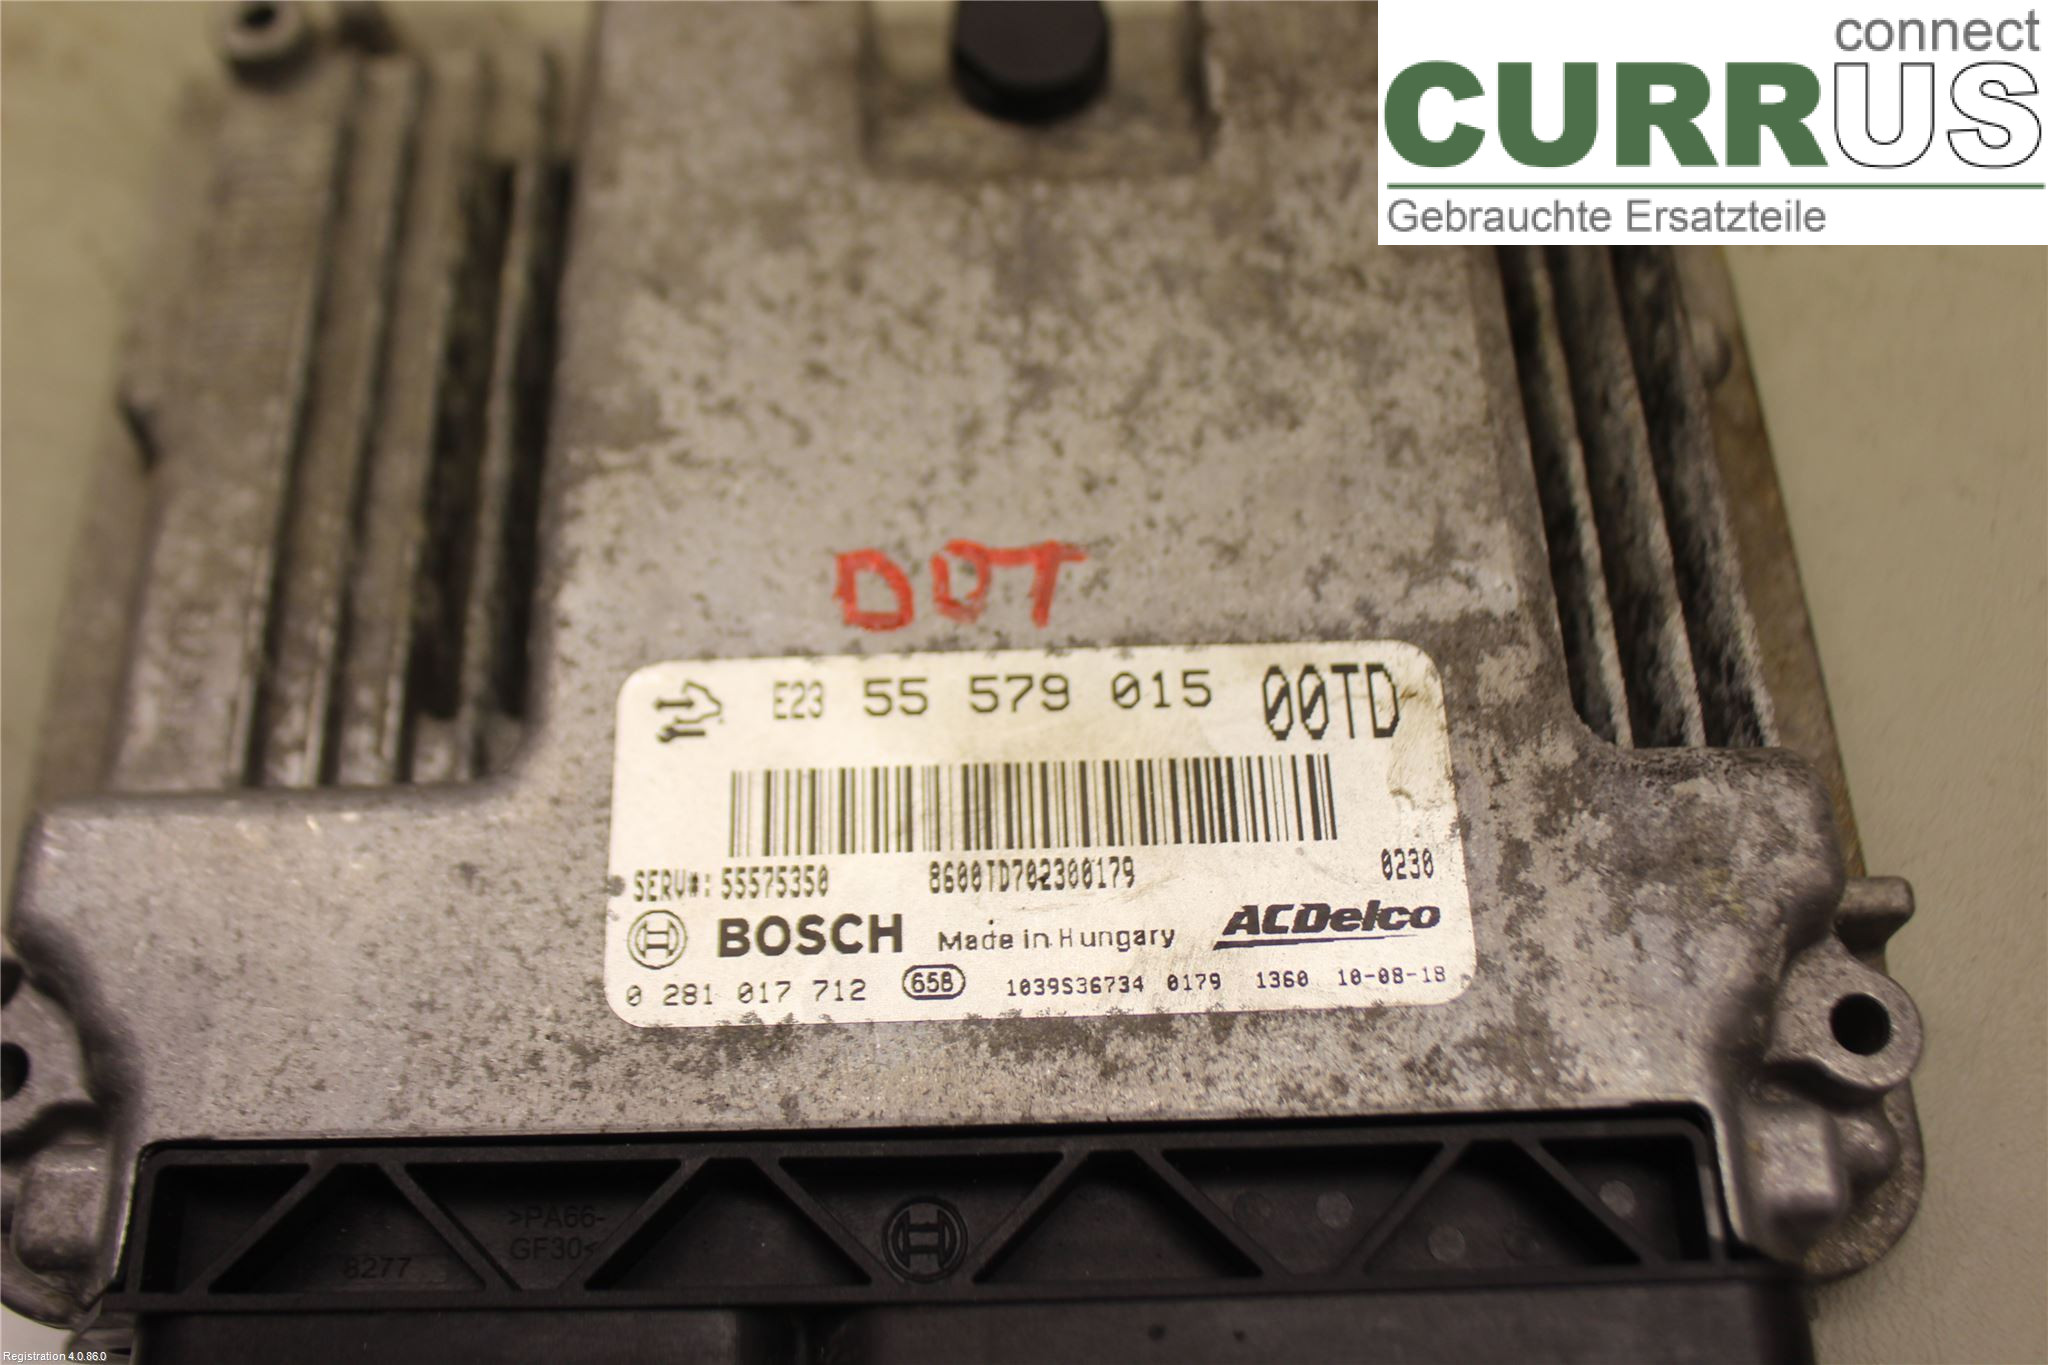 connect
CURRUS
Gebrauchte Ersatzteile
DOT
E23 55 579 015 00TD
SERV#: 55575350 8600TD702300179 0230
BOSCH Made in Hungary ACDelco
0 281 017 712 65B 1039S36734 0179 1360 10-08-18
>PA66-
GF30<
8277
Registration 4.0.86.0